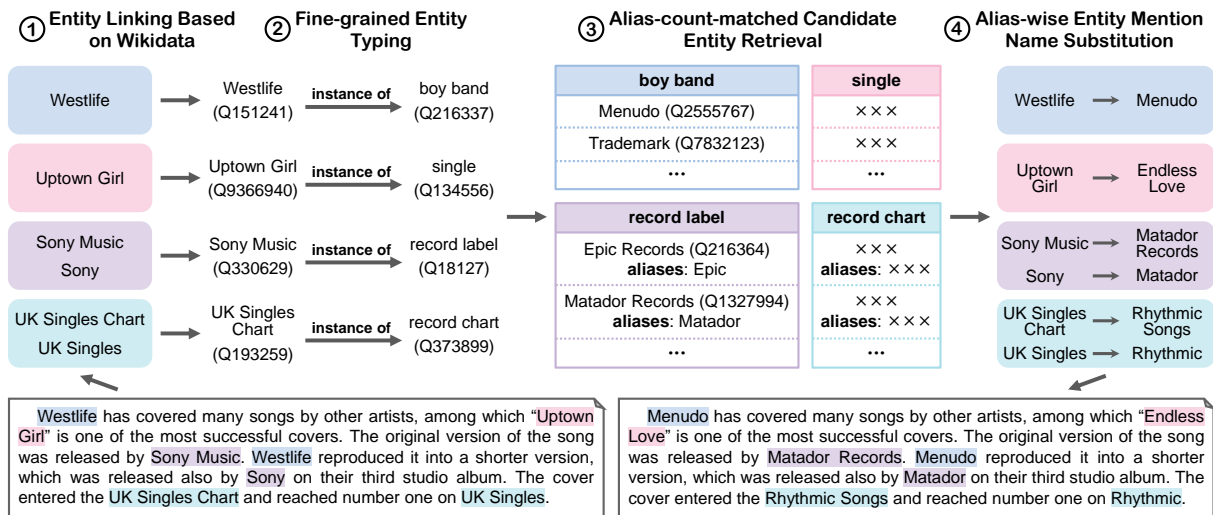 ① Entity Linking Based on Wikidata
② Fine-grained Entity Typing
③ Alias-count-matched Candidate Entity Retrieval
④ Alias-wise Entity Mention Name Substitution
Westlife
Westlife
(Q151241)
instance of
boy band
(Q216337)
Uptown Girl
Uptown Girl
(Q9366940)
instance of
single
(Q134556)
Sony Music
Sony
Sony Music
(Q330629)
instance of
record label
(Q18127)
UK Singles Chart
UK Singles
UK Singles
Chart
(Q193259)
instance of
record chart
(Q373899)
boy band
Menudo (Q2555767)
Trademark (Q7832123)
...
single
×××
×××
...
record label
Epic Records (Q216364)
aliases: Epic
Matador Records (Q1327994)
aliases: Matador
...
record chart
×××
aliases: ×××
×××
aliases: ×××
...
Westlife
Menudo
Uptown
Girl
Endless
Love
Sony Music
Matador
Records
Sony
Matador
UK Singles
Chart
Rhythmic
Songs
UK Singles
Rhythmic
Westlife has covered many songs by other artists, among which “Uptown
Girl” is one of the most successful covers. The original version of the song
was released by Sony Music. Westlife reproduced it into a shorter version,
which was released also by Sony on their third studio album. The cover
entered the UK Singles Chart and reached number one on UK Singles.
Menudo has covered many songs by other artists, among which “Endless
Love” is one of the most successful covers. The original version of the song
was released by Matador Records. Menudo reproduced it into a shorter
version, which was released also by Matador on their third studio album. The
cover entered the Rhythmic Songs and reached number one on Rhythmic.